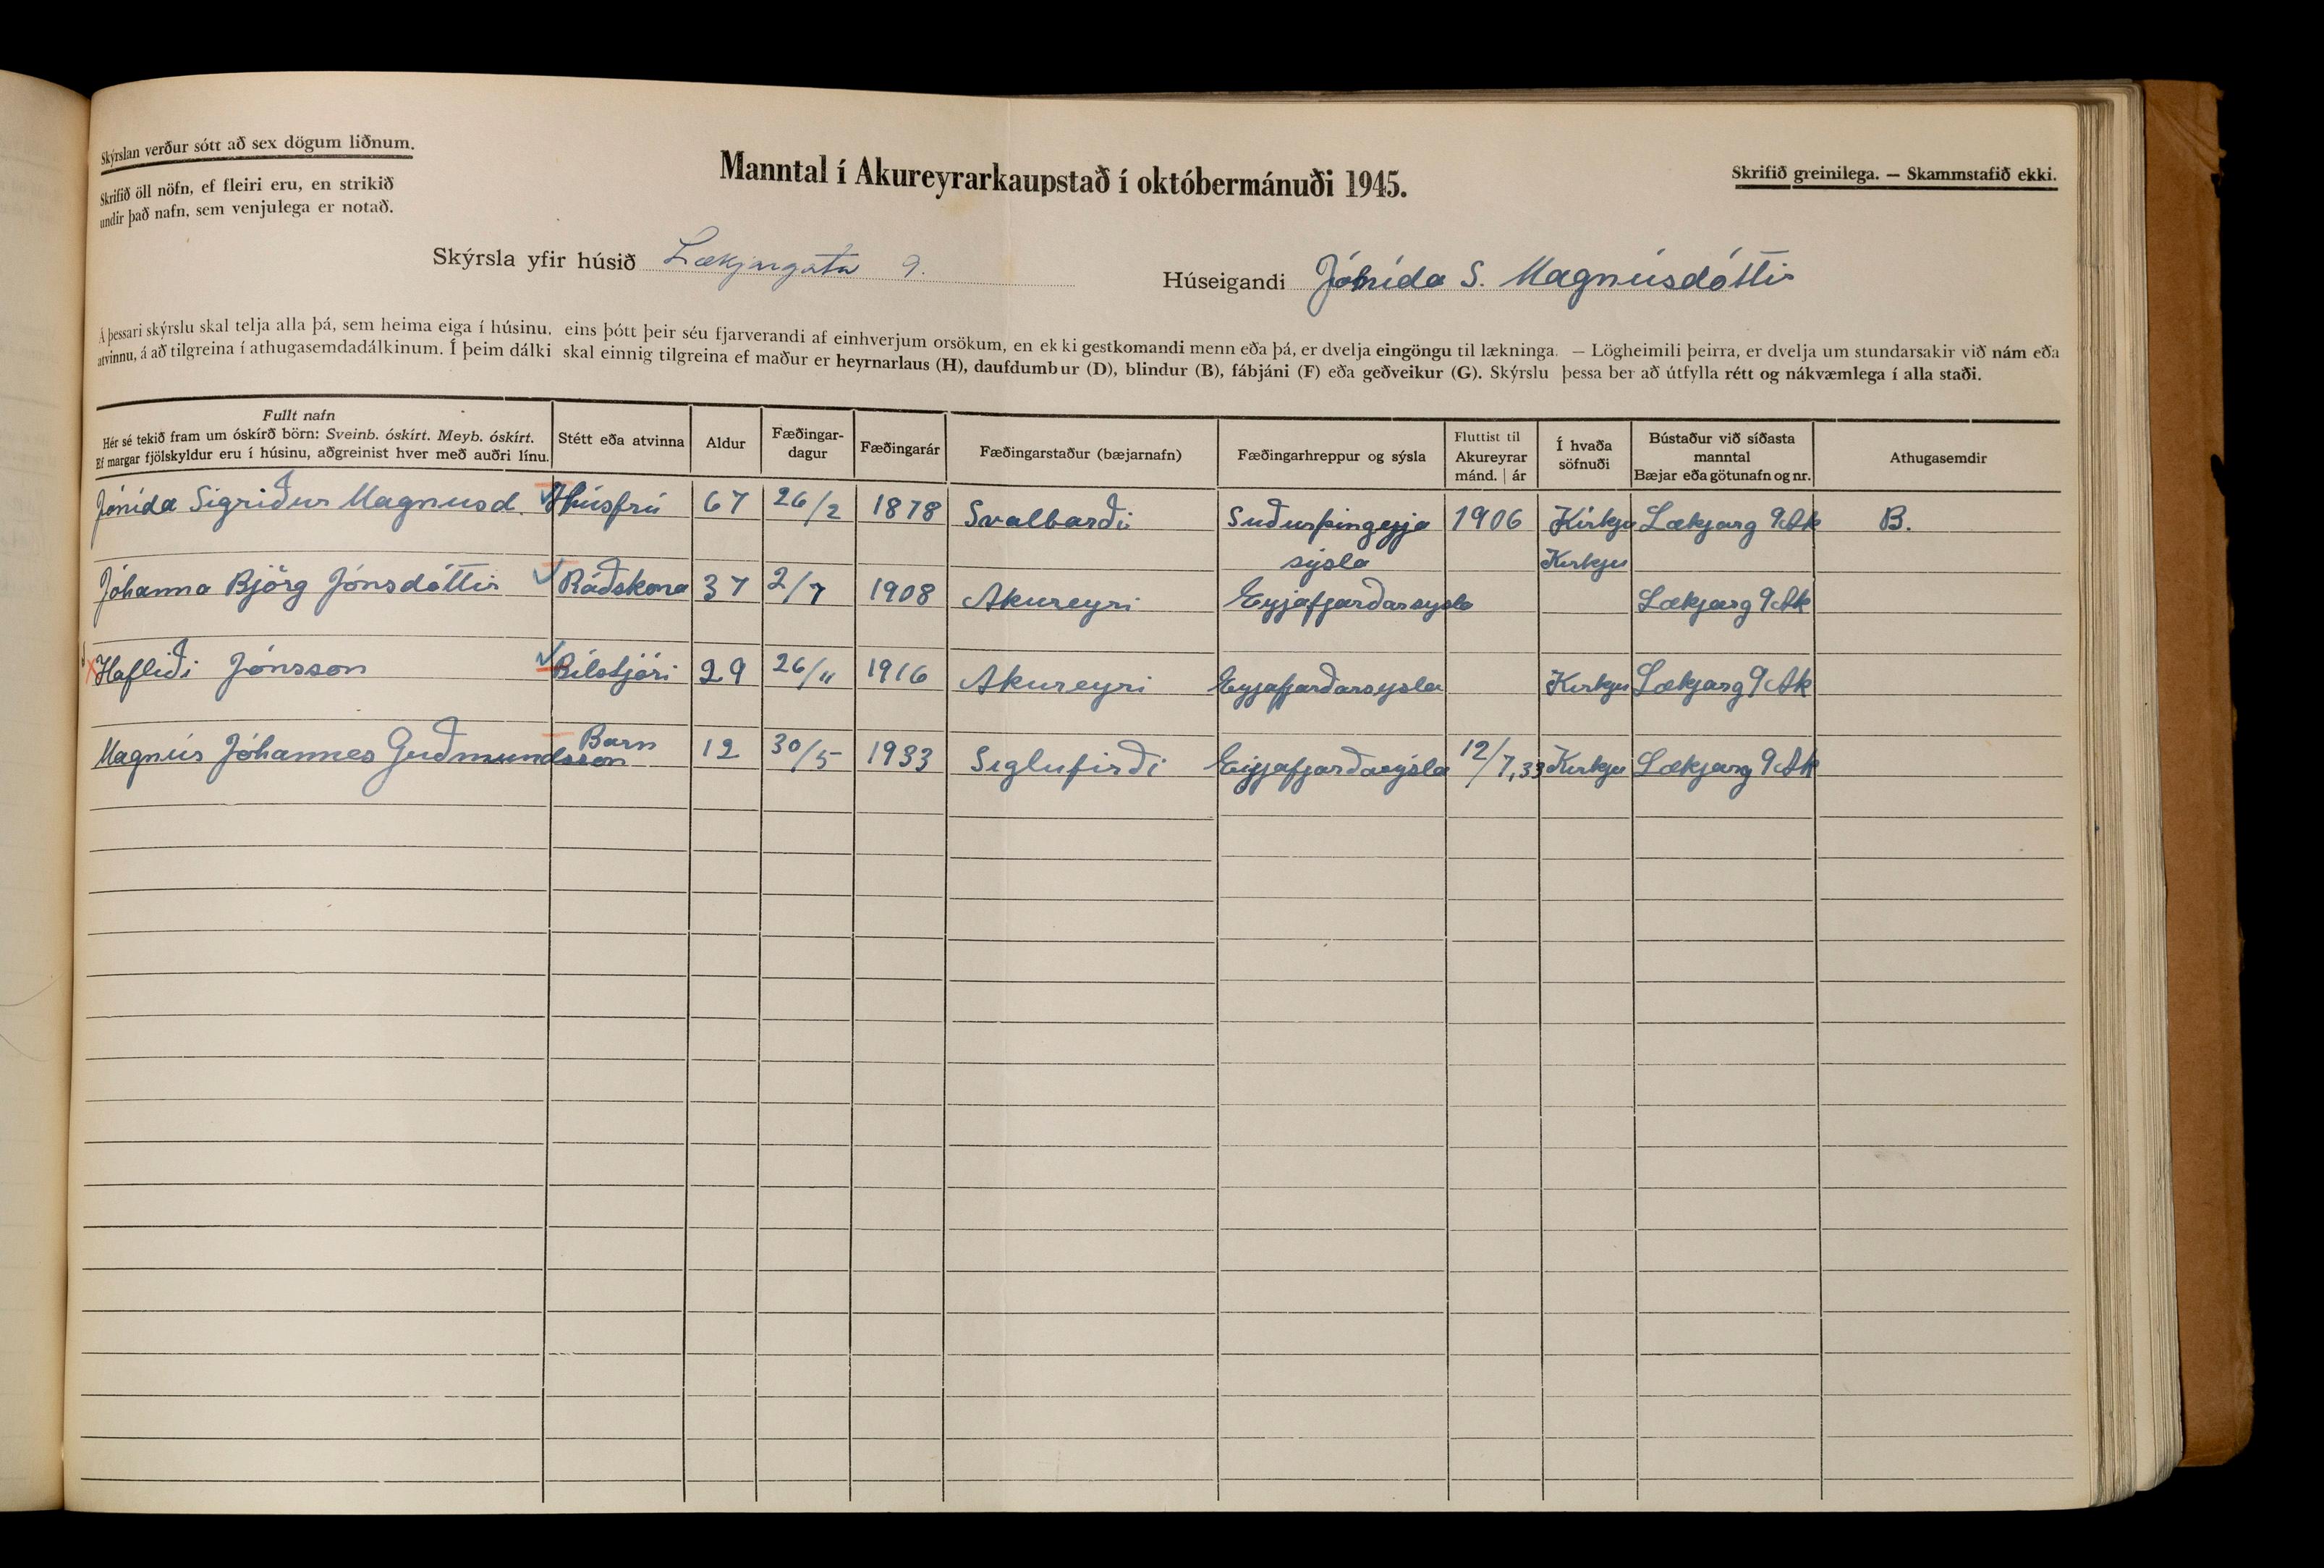 Skýrslan verður sótt að sex dögum liðnum.
Skrifið öll nöfn, ef fleiri eru, en strikið
undir það nafn, sem venjulega er notað.
Manntal í Akureyrarkaupstað í októbermánuði 1945.
Skrifið greinilega. — Skammstafið ekki.
Skýrsla yfir húsið Lækjargata 9.
Húseigandi Jónída S. Magnúsdóttir
Á þessari skýrslu skal telja alla þá, sem heima eiga í húsinu, eins þótt þeir séu fjarverandi af einhverjum orsökum, en ekki gestkomandi menn eða þá, er dvelja eingöngu til lækninga. — Lögheimili þeirra, er dvelja um stundarsakir við nám eða
atvinnu, á að tilgreina í athugasemdadálkinum. Í þeim dálki skal einnig tilgreina ef maður er heyrnarlaus (H), daufdumbur (D), blindur (B), fábjáni (F) eða geðveikur (G). Skýrslu þessa ber að útfylla rétt og nákvæmlega í alla staði.
Fullt nafn
Hér sé tekið fram um óskírð börn: Sveinb. óskírt. Meyb. óskírt.
Ef margar fjölskyldur eru í húsinu, aðgreinist hver með auðri línu.
Stétt eða atvinna
Aldur
Fæðingar-
dagur
Fæðingarár
Fæðingarstaður (bæjarnafn)
Fæðingarhreppur og sýsla
Fluttist til
Akureyrar
mánd. | ár
Í hvaða
söfnuði
Bústaður við síðasta
manntal
Bæjar eða götunafn og nr.
Athugasemdir
Jónída Sigriður Magnusd. Húsfrú 67 26/2 1878 Svalbarði Suðurþingeyja 1906 Kirkju Lækjarg 9 Ak B.
sýsla Kirkju
Jóhanna Björg Jónsdóttir Ráðskona 37 2/7 1908 Akureyri Eyjafjarðarsysla Lækjarg 9 Ak
Hafliði Jónsson Bílstjóri 29 26/11 1916 Akureyri Eyjafjarðarsysla Kirkju Lækjarg 9 Ak
Magnús Jóhannes Guðmundsson Barn 12 30/5 1933 Siglufirði Eyjafjarðasýsla 12/7,33 Kirkju Lækjarg 9 Ak